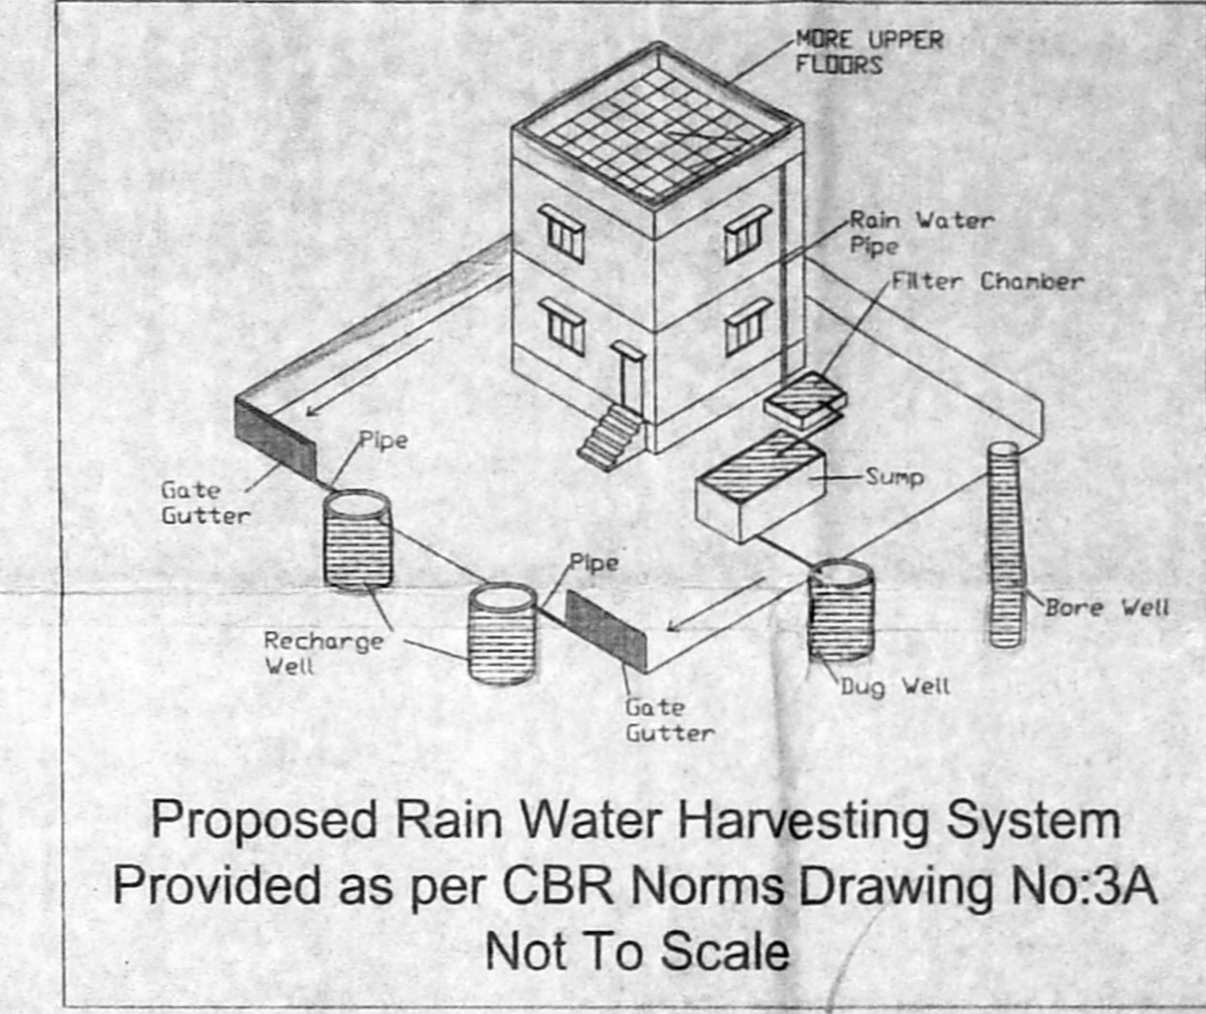 MORE UPPER
FLOORS
Rain Water
Pipe
Filter Chamber
Pipe
Gate
Gutter
Sump
Pipe
Bore Well
Recharge
Well
Dug Well
Gate
Gutter
Proposed Rain Water Harvesting System
Provided as per CBR Norms Drawing No:3A
Not To Scale